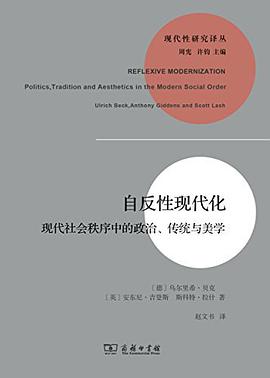 现代性研究译丛
周宪 许钧 主编
REFLEXIVE MODERNIZATION
Politics,Tradition and Aesthetics in the Modern Social Order
Ulrich Beck,Anthony Giddens and Scott Lash
自反性现代化
现代社会秩序中的政治、传统与美学
〔德〕乌尔里希·贝克
〔英〕安东尼·吉登斯 斯科特·拉什 著
赵文书 译
商务印书馆
The Commercial Press